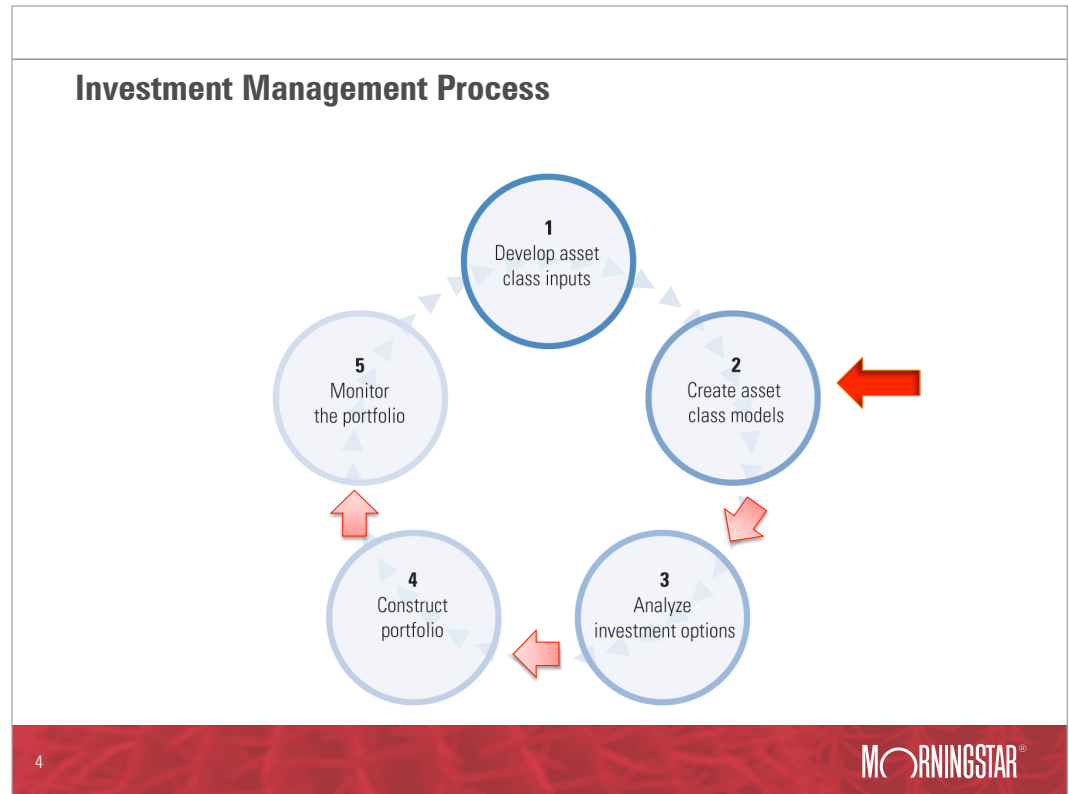 Investment Management Process
1
Develop asset
class inputs
2
Create asset
class models
3
Analyze
investment options
4
Construct
portfolio
5
Monitor
the portfolio
4
MORNINGSTAR®